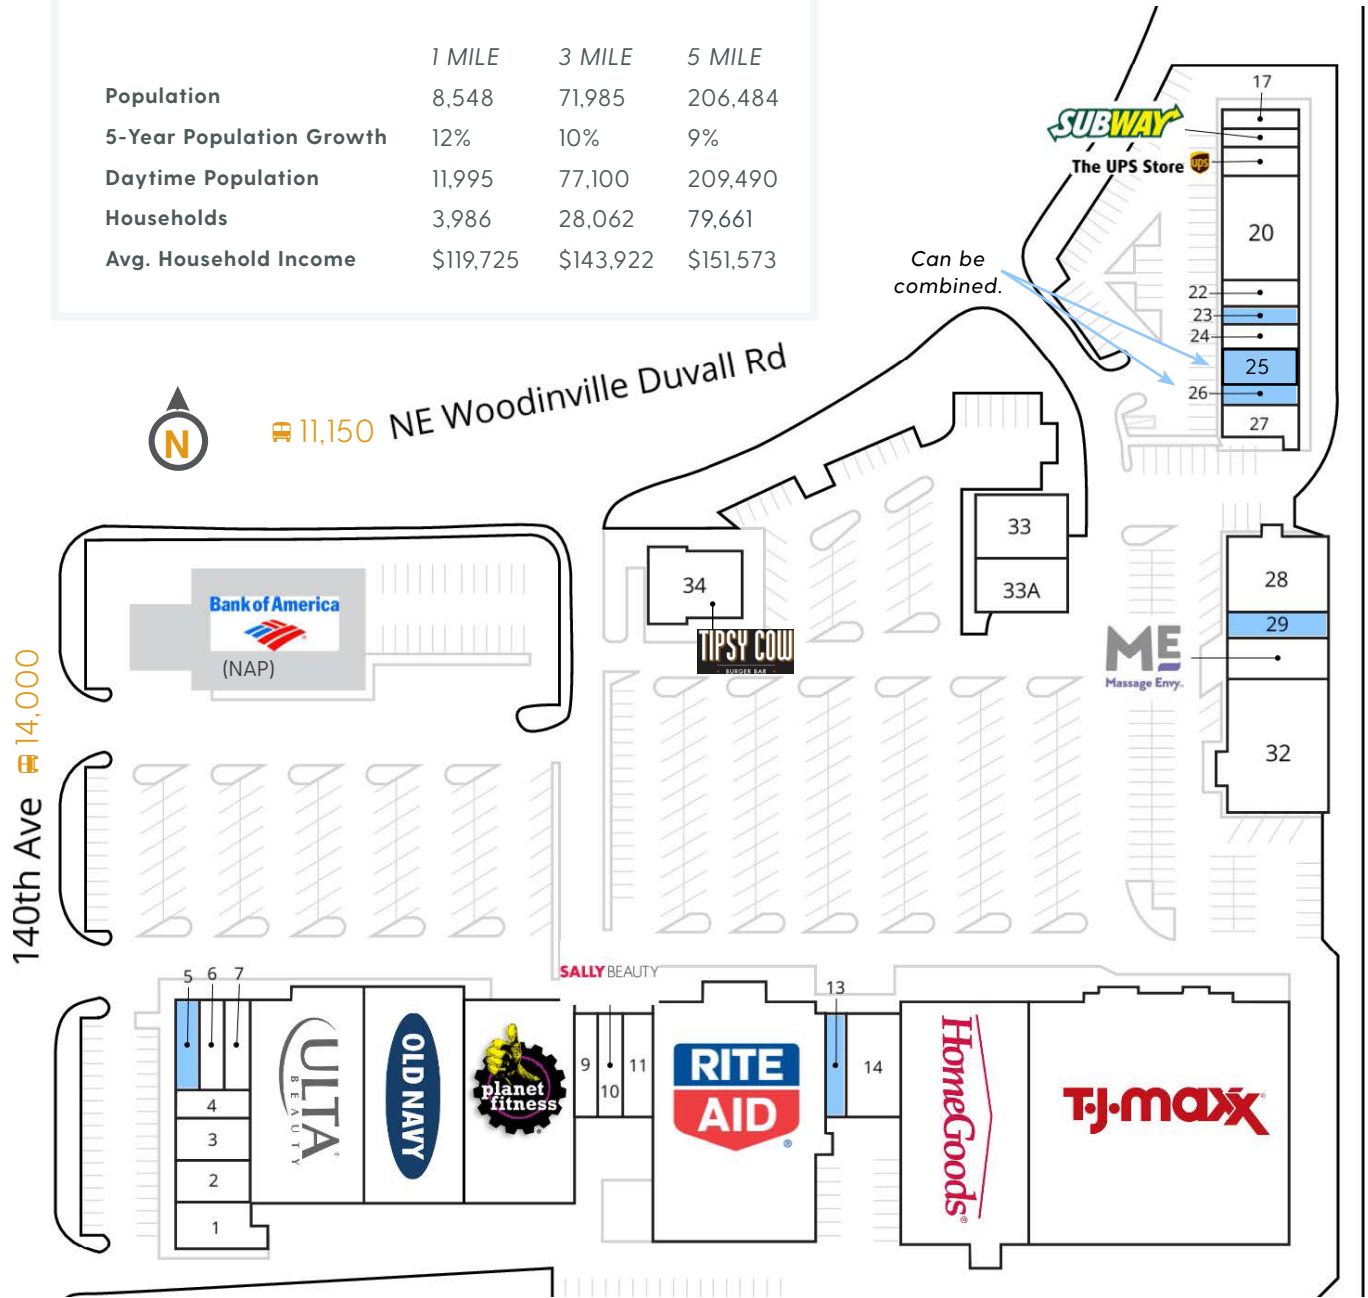 1 MILE 3 MILE 5 MILE
Population 8,548 71,985 206,484
5-Year Population Growth 12% 10% 9%
Daytime Population 11,995 77,100 209,490
Households 3,986 28,062 79,661
Avg. Household Income $119,725 $143,922 $151,573
17
SUBWAY
The UPS Store ups
20
Can be
combined.
22
23
24
25
26
27
NE Woodinville Duvall Rd
11,150
N
33
33A
34
TIPSY COW
BURGER BAR
28
29
ME
Massage Envy
32
Bank of America
(NAP)
14,000
140th Ave
SALLY BEAUTY
5 6 7
4
3
2
1
ULTA
BEAUTY
OLD NAVY
planet
fitness
9
10
11
RITE
AID
®
13
14
HomeGoods®
T·J·maxx